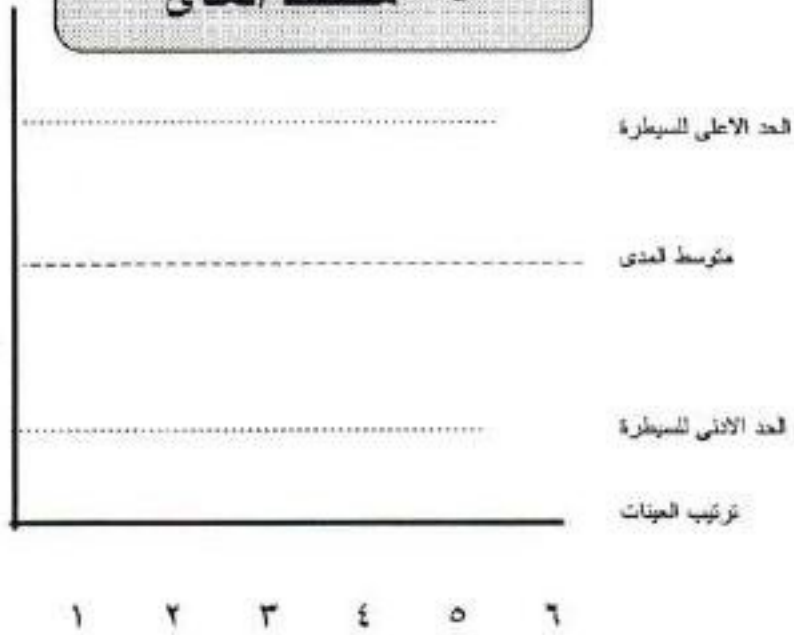 الحد الاعلى للسيطرة
متوسط المدى
الحد الادنى للسيطرة
ترتيب العينات
١ ٢ ٣ ٤ ٥ ٦